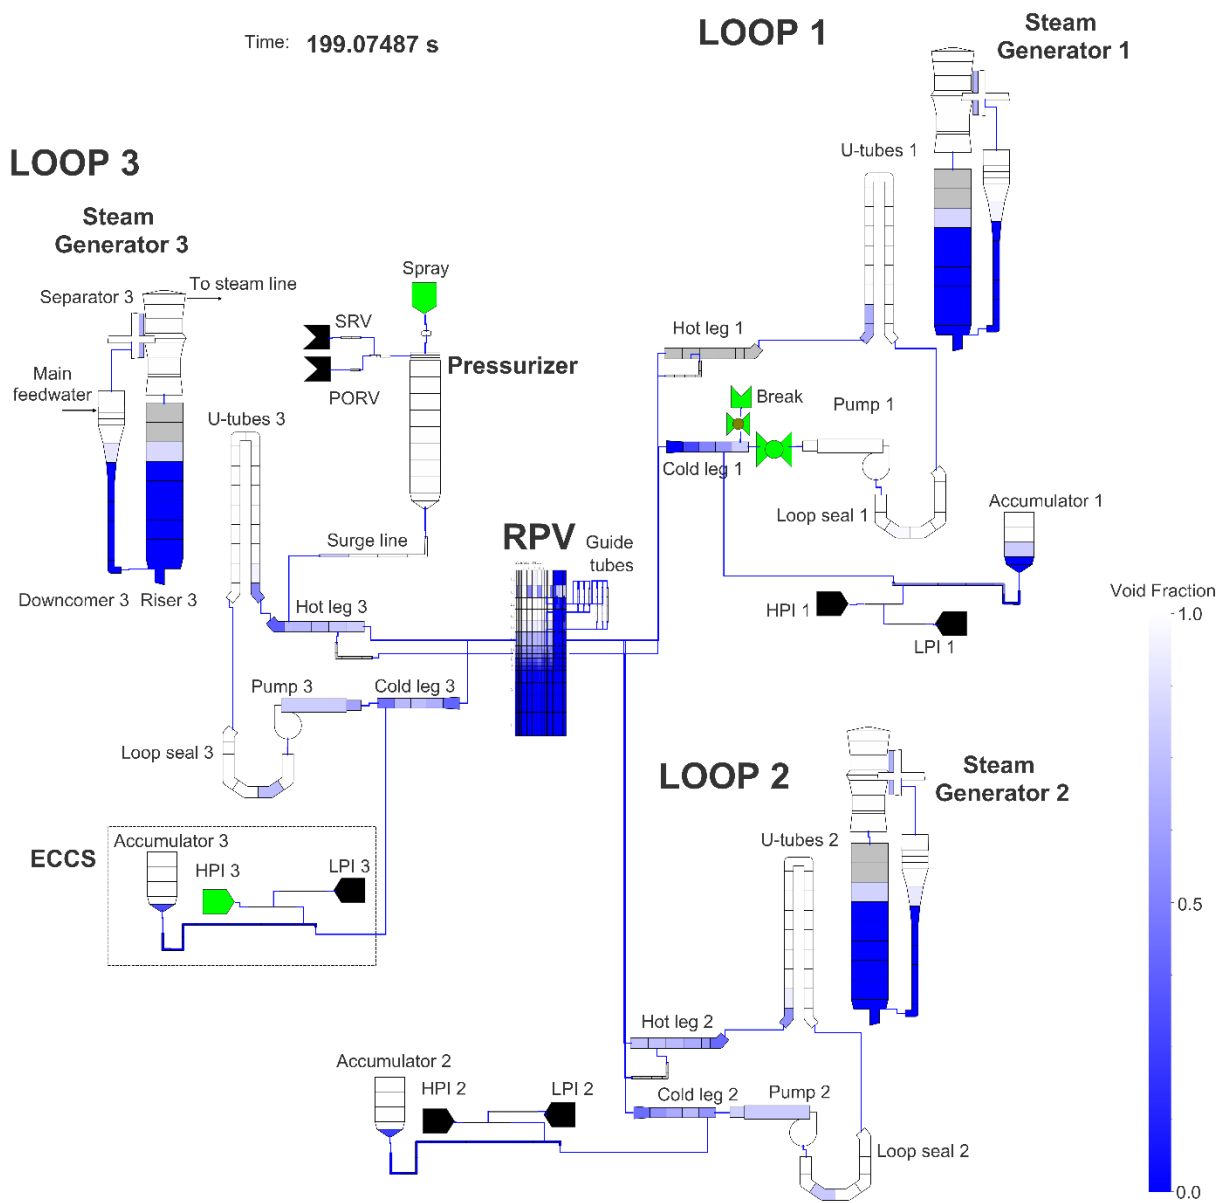 Time: 199.07487 s
LOOP 1
Steam
Generator 1
U-tubes 1
LOOP 3
Steam
Generator 3
Separator 3
To steam line
Spray
SRV
PORV
Pressurizer
Main
feedwater
U-tubes 3
Hot leg 1
Break
Pump 1
Cold leg 1
Loop seal 1
Accumulator 1
Surge line
RPV
Guide
tubes
Downcomer 3
Riser 3
Hot leg 3
HPI 1
LPI 1
Void Fraction
1.0
0.5
0.0
Pump 3
Cold leg 3
Loop seal 3
LOOP 2
Steam
Generator 2
U-tubes 2
ECCS
Accumulator 3
HPI 3
LPI 3
Hot leg 2
Accumulator 2
HPI 2
LPI 2
Cold leg 2
Pump 2
Loop seal 2